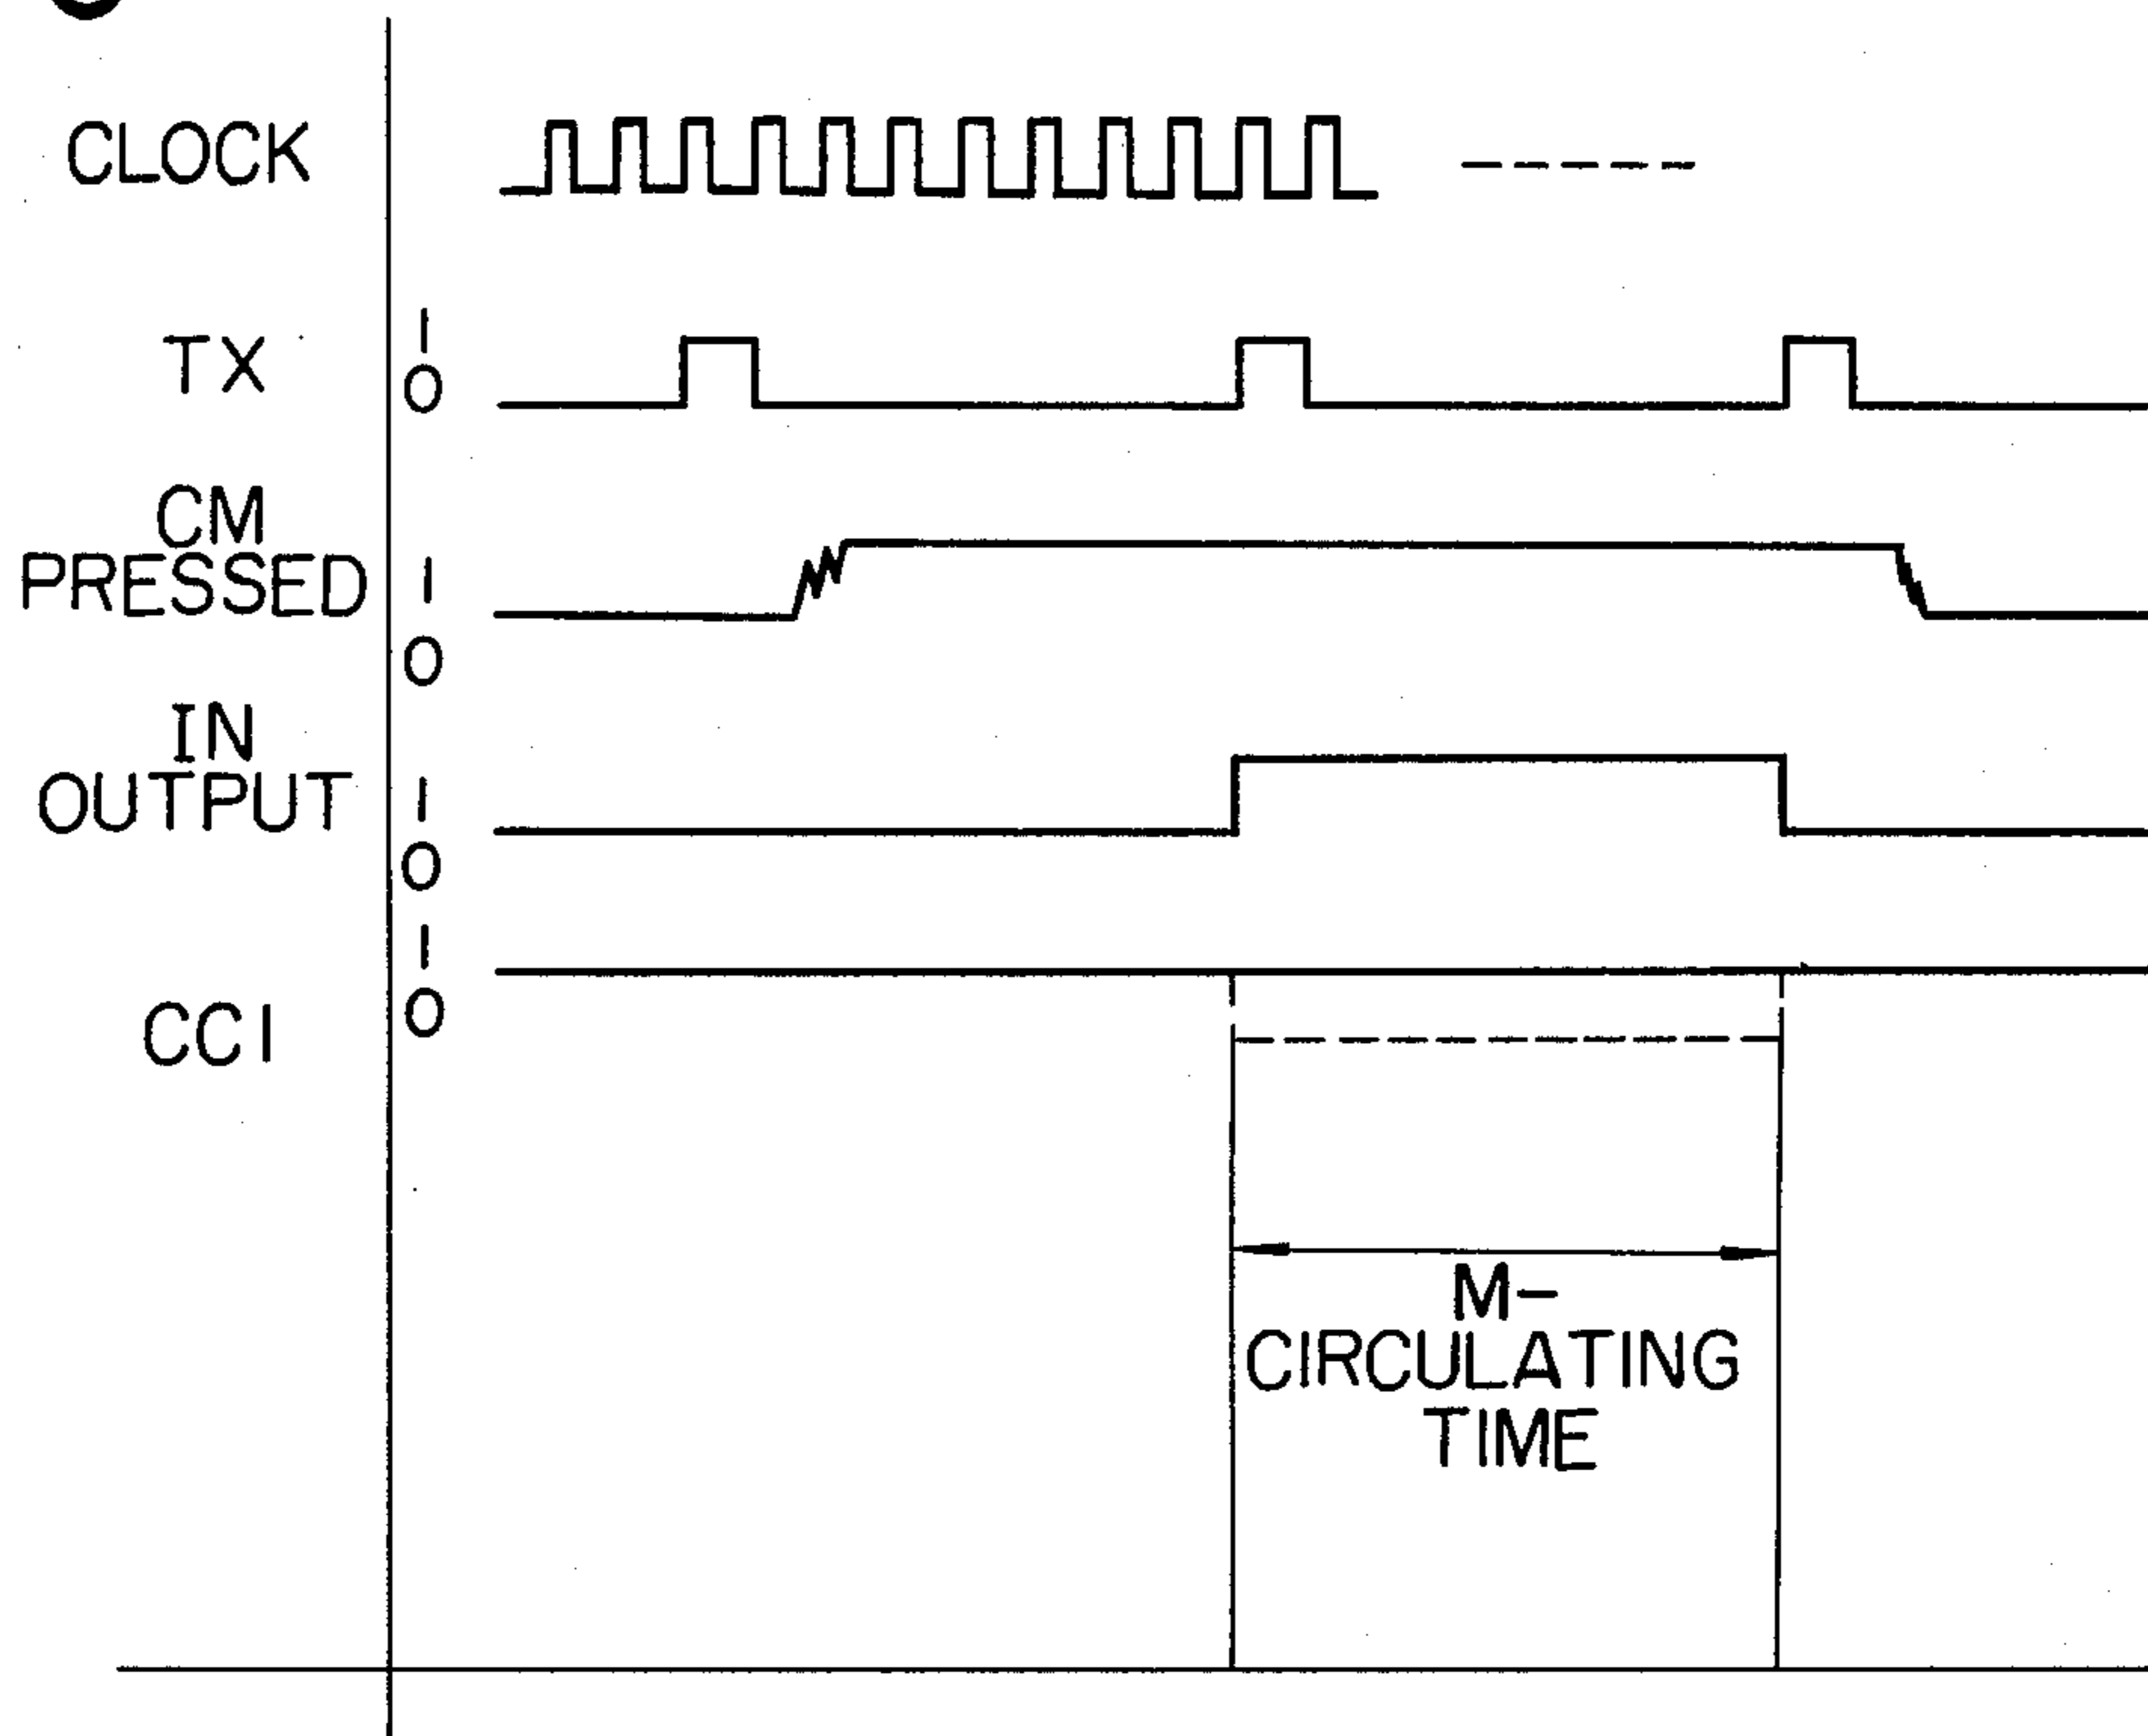 CLOCK
TX
1
0
CM
PRESSED
1
0
IN
OUTPUT
1
0
1
0
CCI
M-
CIRCULATING
TIME